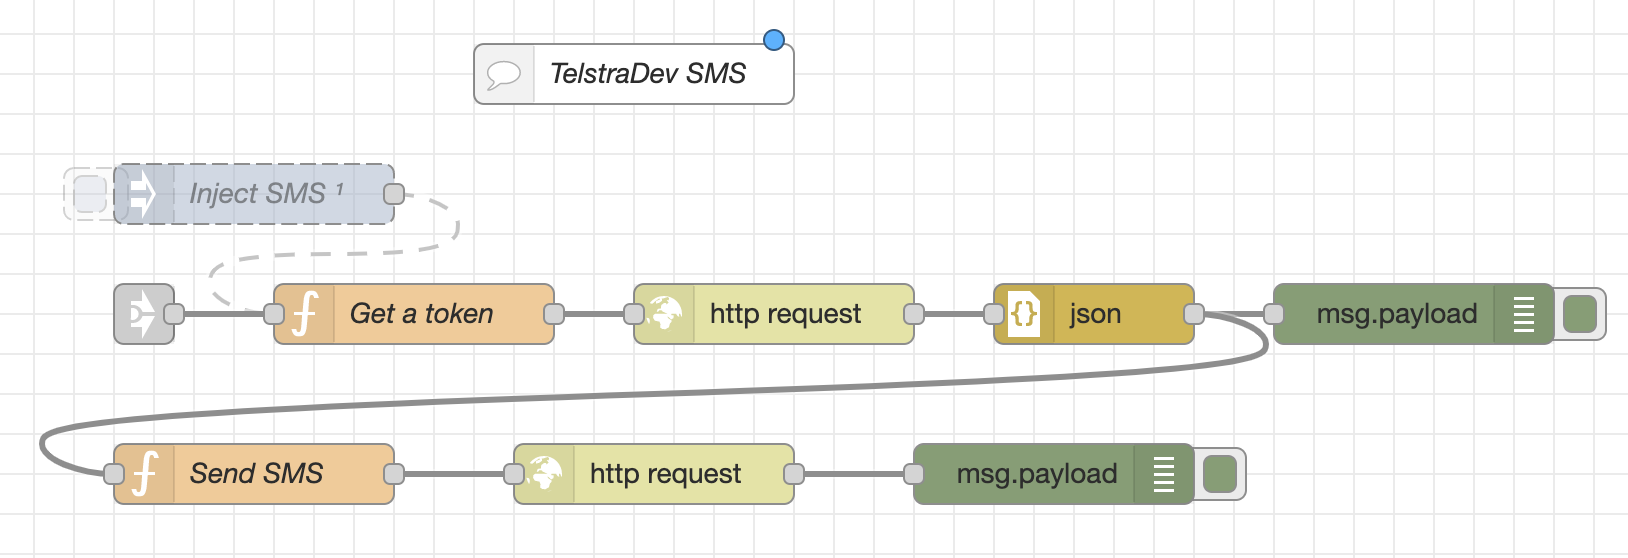 TelstraDev SMS
Inject SMS ¹
Get a token
http request
{} json
msg.payload
Send SMS
http request
msg.payload